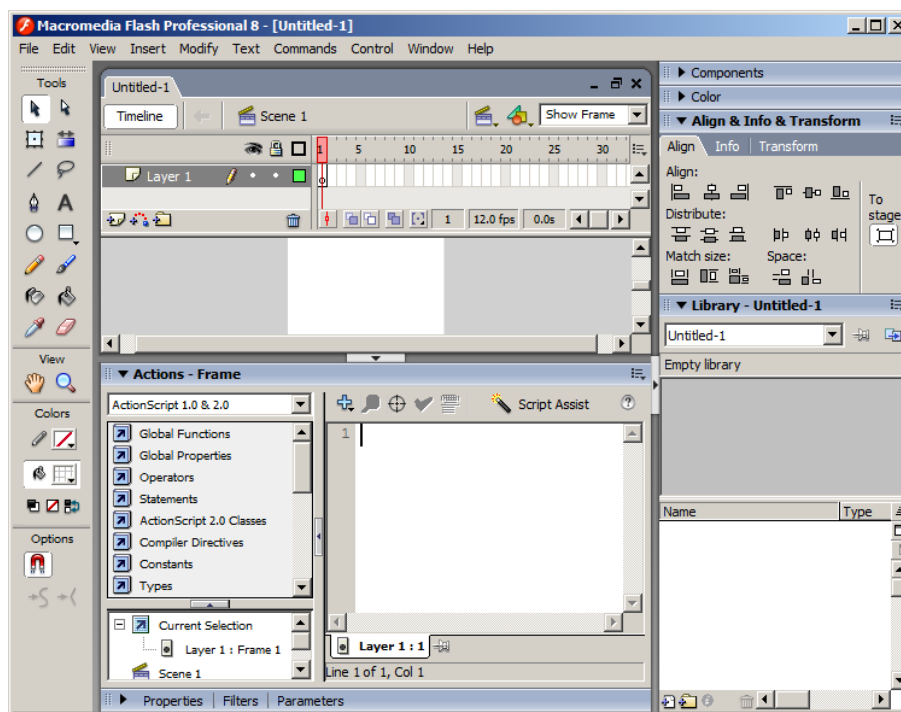 Macromedia Flash Professional 8 - [Untitled-1]
File Edit View Insert Modify Text Commands Control Window Help
Tools
Untitled-1
Timeline Scene 1 Show Frame
1 5 10 15 20 25 30
Layer 1
1 12.0 fps 0.0s
View
Colors
Options
Actions - Frame
ActionScript 1.0 & 2.0
Script Assist
Global Functions
Global Properties
Operators
Statements
ActionScript 2.0 Classes
Compiler Directives
Constants
Types
1
Current Selection
Layer 1 : Frame 1
Scene 1
Layer 1 : 1
Line 1 of 1, Col 1
Properties Filters Parameters
Components
Color
Align & Info & Transform
Align Info Transform
Align:
To stage
Distribute:
Match size: Space:
Library - Untitled-1
Untitled-1
Empty library
Name Type